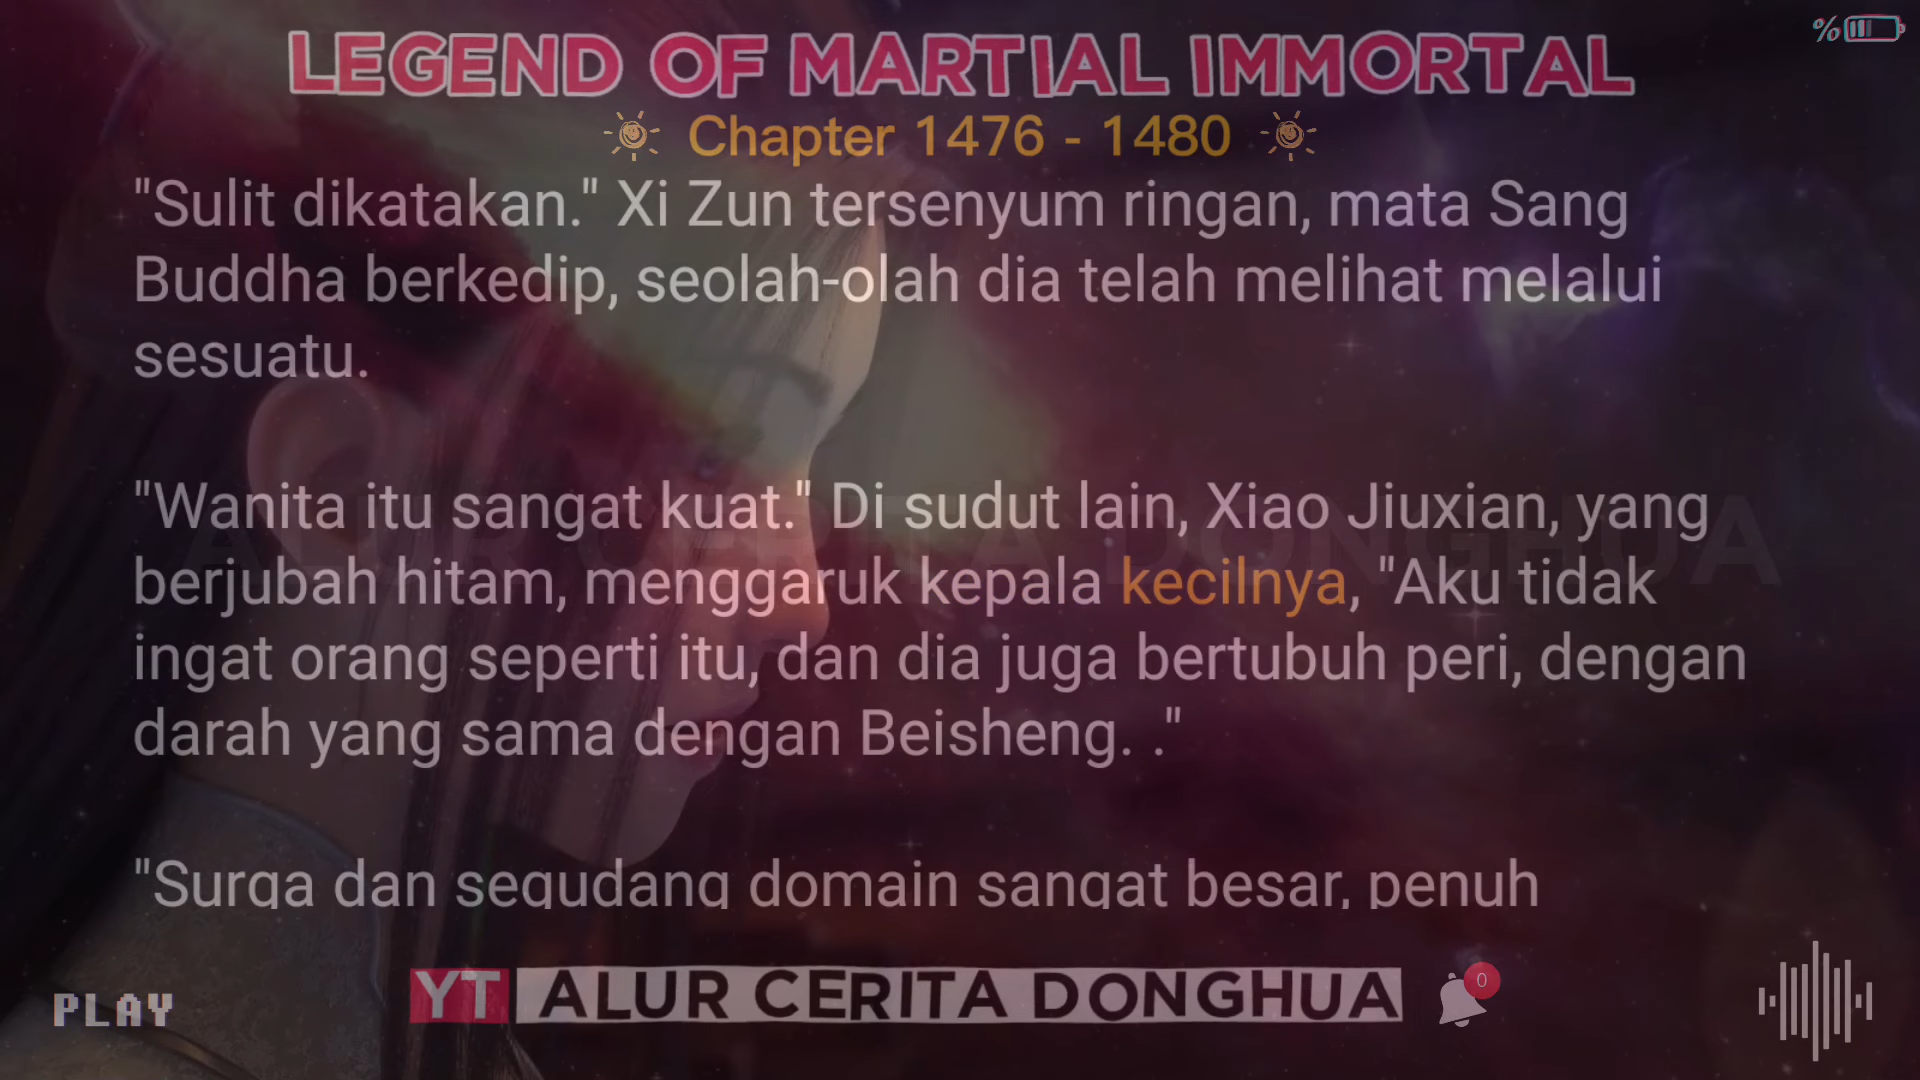 LEGEND OF MARTIAL IMMORTAL
%
Chapter 1476 - 1480
"Sulit dikatakan." Xi Zun tersenyum ringan, mata Sang
Buddha berkedip, seolah-olah dia telah melihat melalui
sesuatu.
"Wanita itu sangat kuat." Di sudut lain, Xiao Jiuxian, yang
berjubah hitam, menggaruk kepala kecilnya, "Aku tidak
ingat orang seperti itu, dan dia juga bertubuh peri, dengan
darah yang sama dengan Beisheng. ."
"Surga dan segudang domain sangat besar, penuh
ALUR CERITA DONGHUA
PLAY
YT ALUR CERITA DONGHUA
0